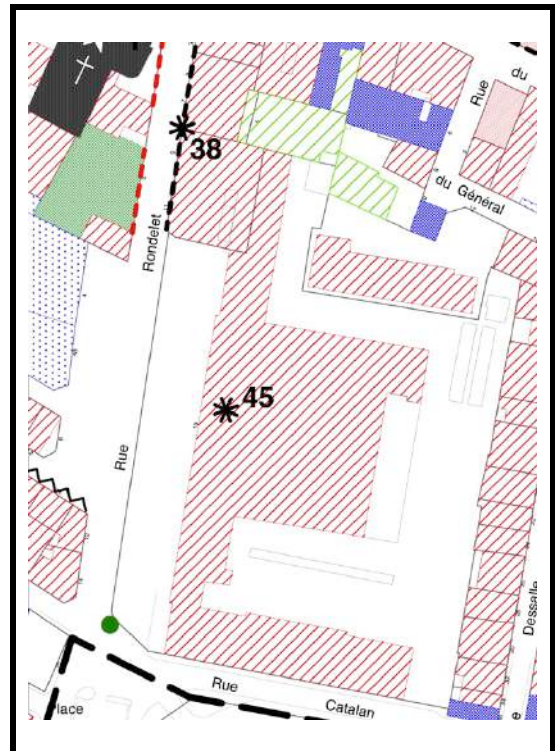 Rue
du
38
du Général
Rondelet
45
Rue
Desselle
Rue
Catalan
lace
e